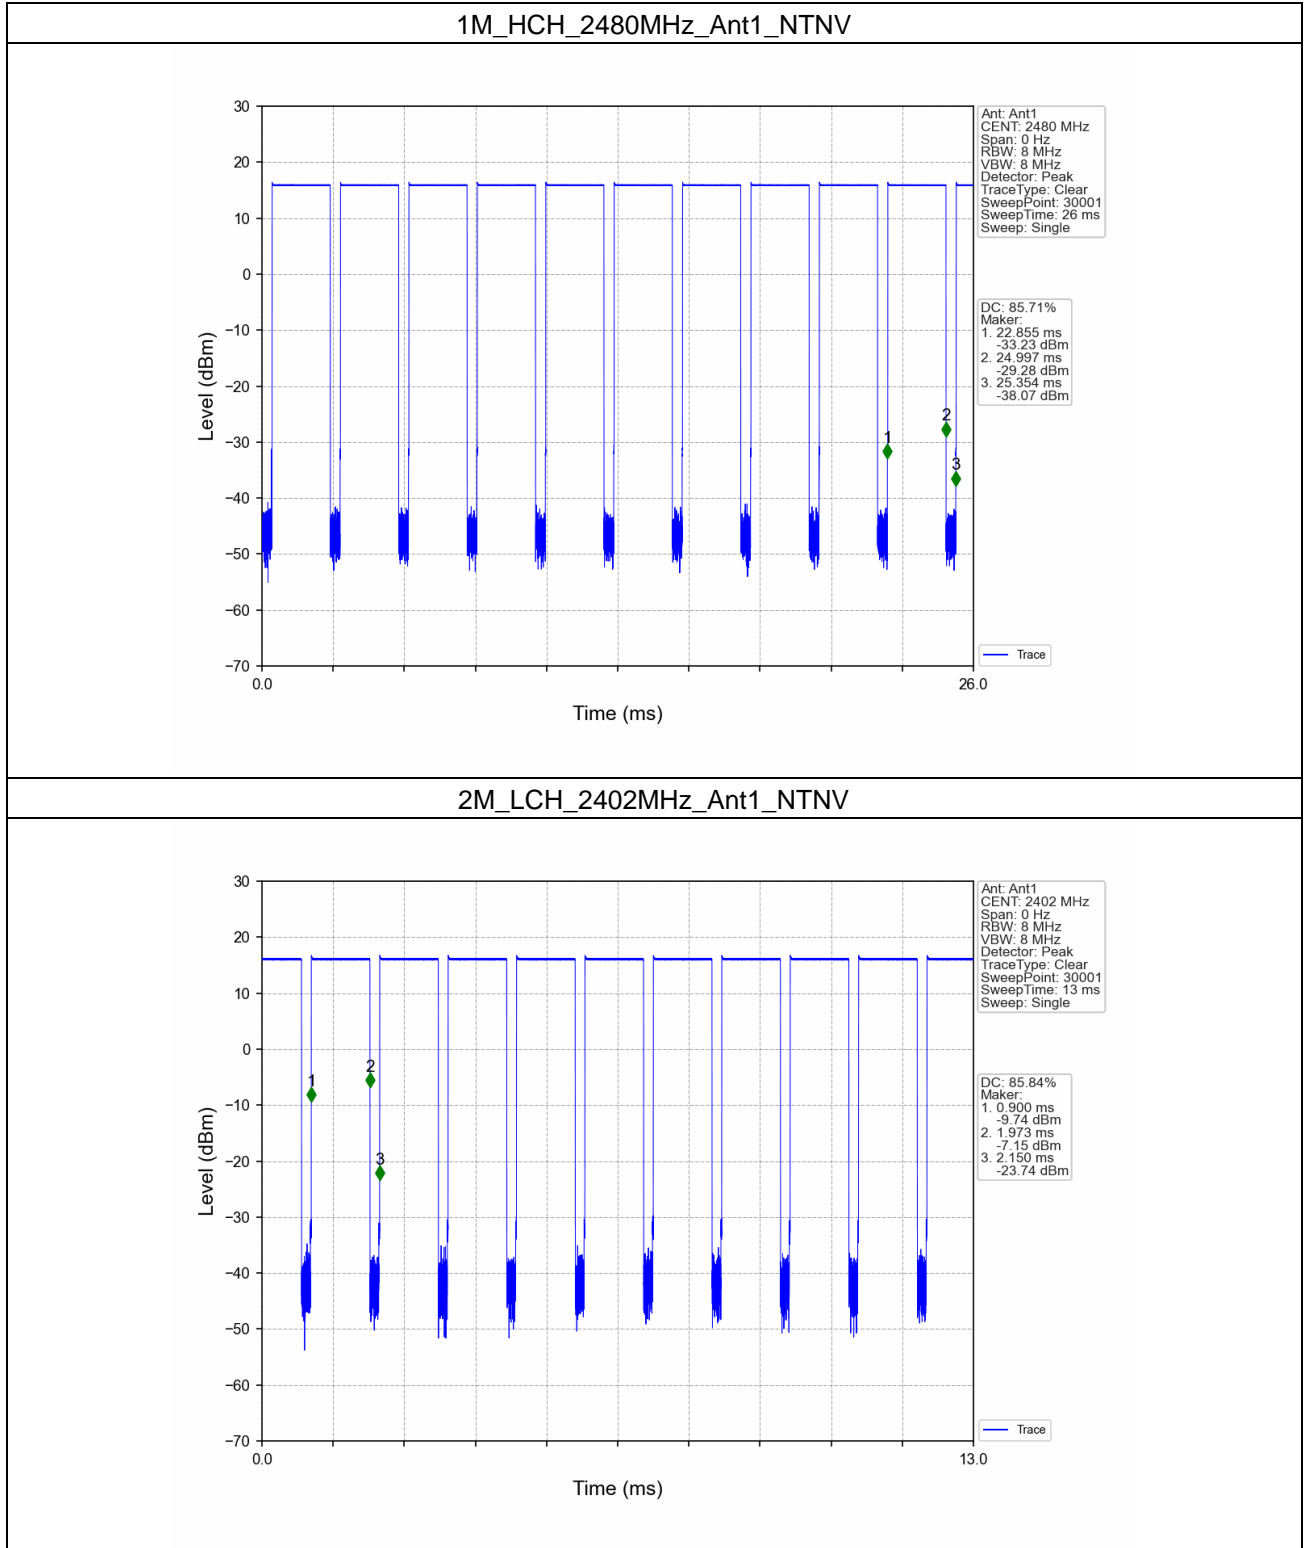 1M_HCH_2480MHz_Ant1_NTNV
30
20
10
0
−10
−20
−30
−40
−50
−60
−70
Level (dBm)
0.0
26.0
Time (ms)
1
2
3
Ant: Ant1
CENT: 2480 MHz
Span: 0 Hz
RBW: 8 MHz
VBW: 8 MHz
Detector: Peak
TraceType: Clear
SweepPoint: 30001
SweepTime: 26 ms
Sweep: Single
DC: 85.71%
Maker:
1. 22.855 ms
-33.23 dBm
2. 24.997 ms
-29.28 dBm
3. 25.354 ms
-38.07 dBm
Trace
2M_LCH_2402MHz_Ant1_NTNV
30
20
10
0
−10
−20
−30
−40
−50
−60
−70
Level (dBm)
0.0
13.0
Time (ms)
1
2
3
Ant: Ant1
CENT: 2402 MHz
Span: 0 Hz
RBW: 8 MHz
VBW: 8 MHz
Detector: Peak
TraceType: Clear
SweepPoint: 30001
SweepTime: 13 ms
Sweep: Single
DC: 85.84%
Maker:
1. 0.900 ms
-9.74 dBm
2. 1.973 ms
-7.15 dBm
3. 2.150 ms
-23.74 dBm
Trace